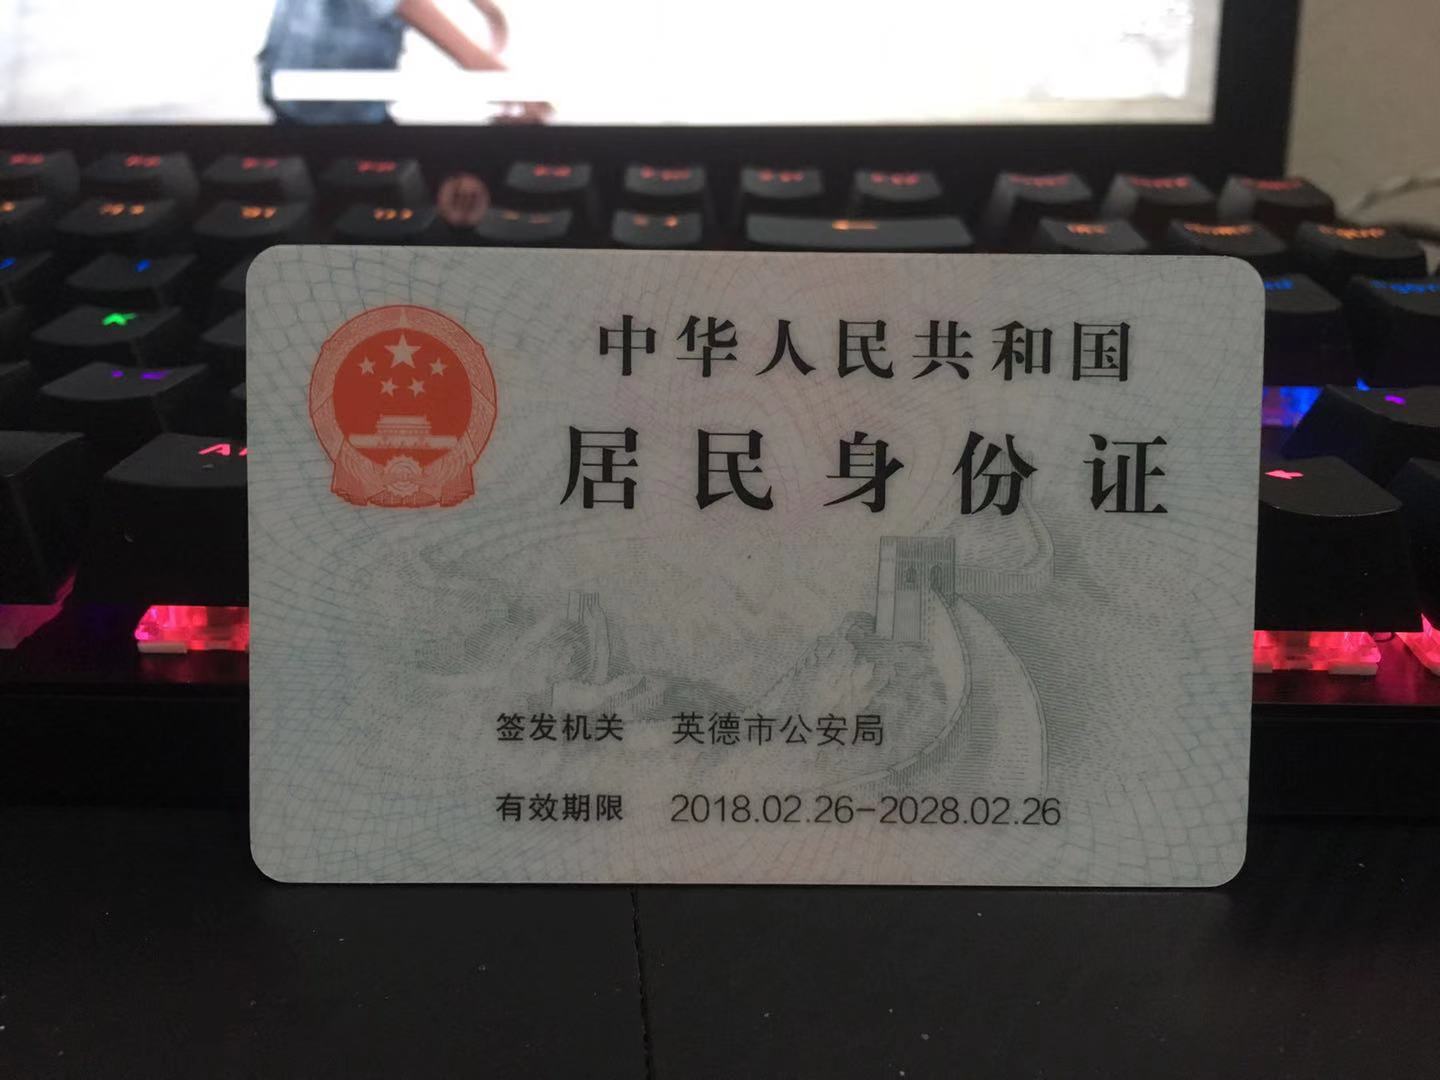 中华人民共和国
居民身份证
签发机关 英德市公安局
有效期限 2018.02.26-2028.02.26